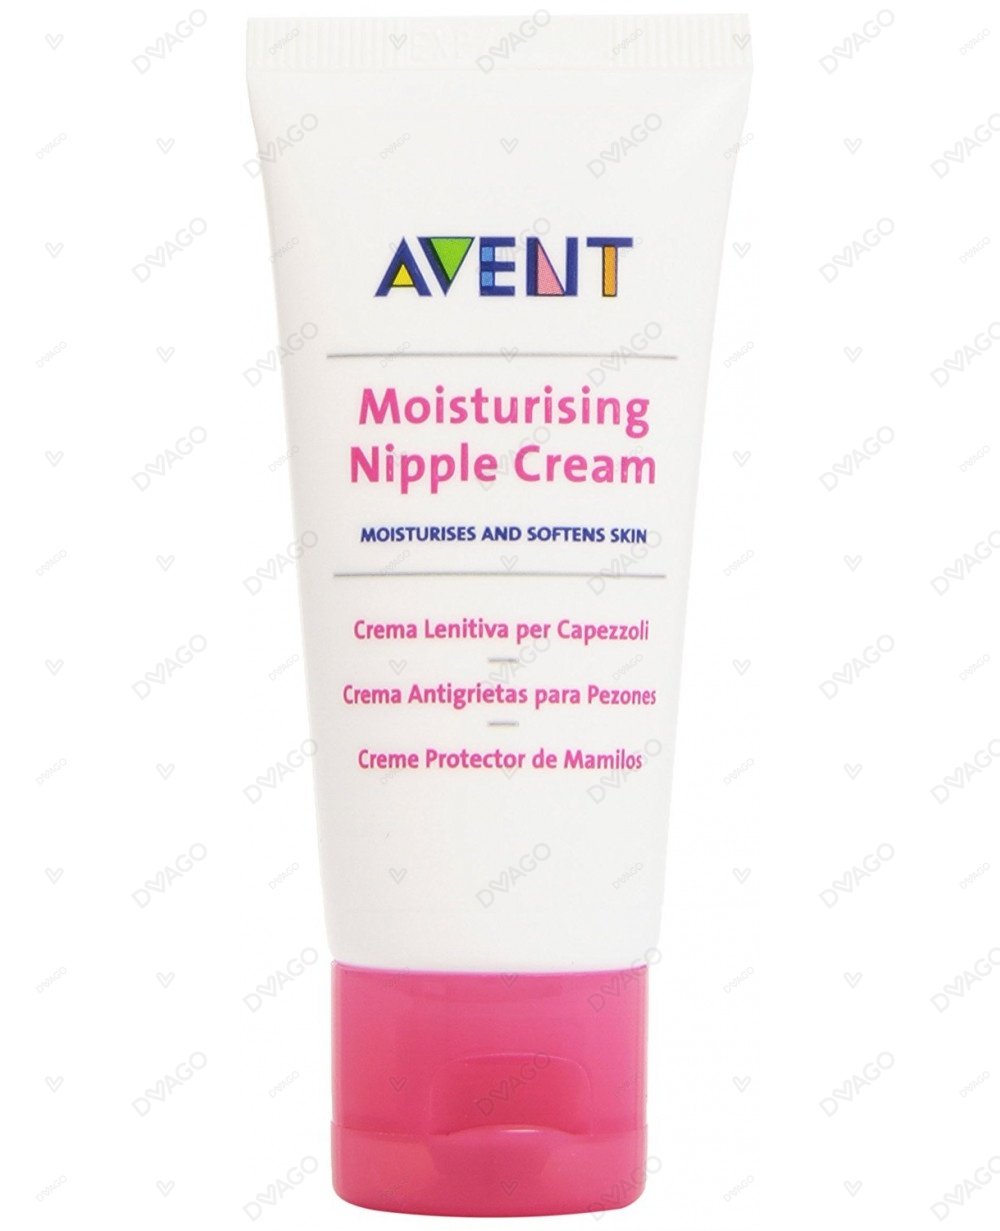 AVENT
Moisturising
Nipple Cream
MOISTURISES AND SOFTENS SKIN
Crema Lenitiva per Capezzoli
Crema Antigrietas para Pezones
Creme Protector de Mamilos
DVAGO